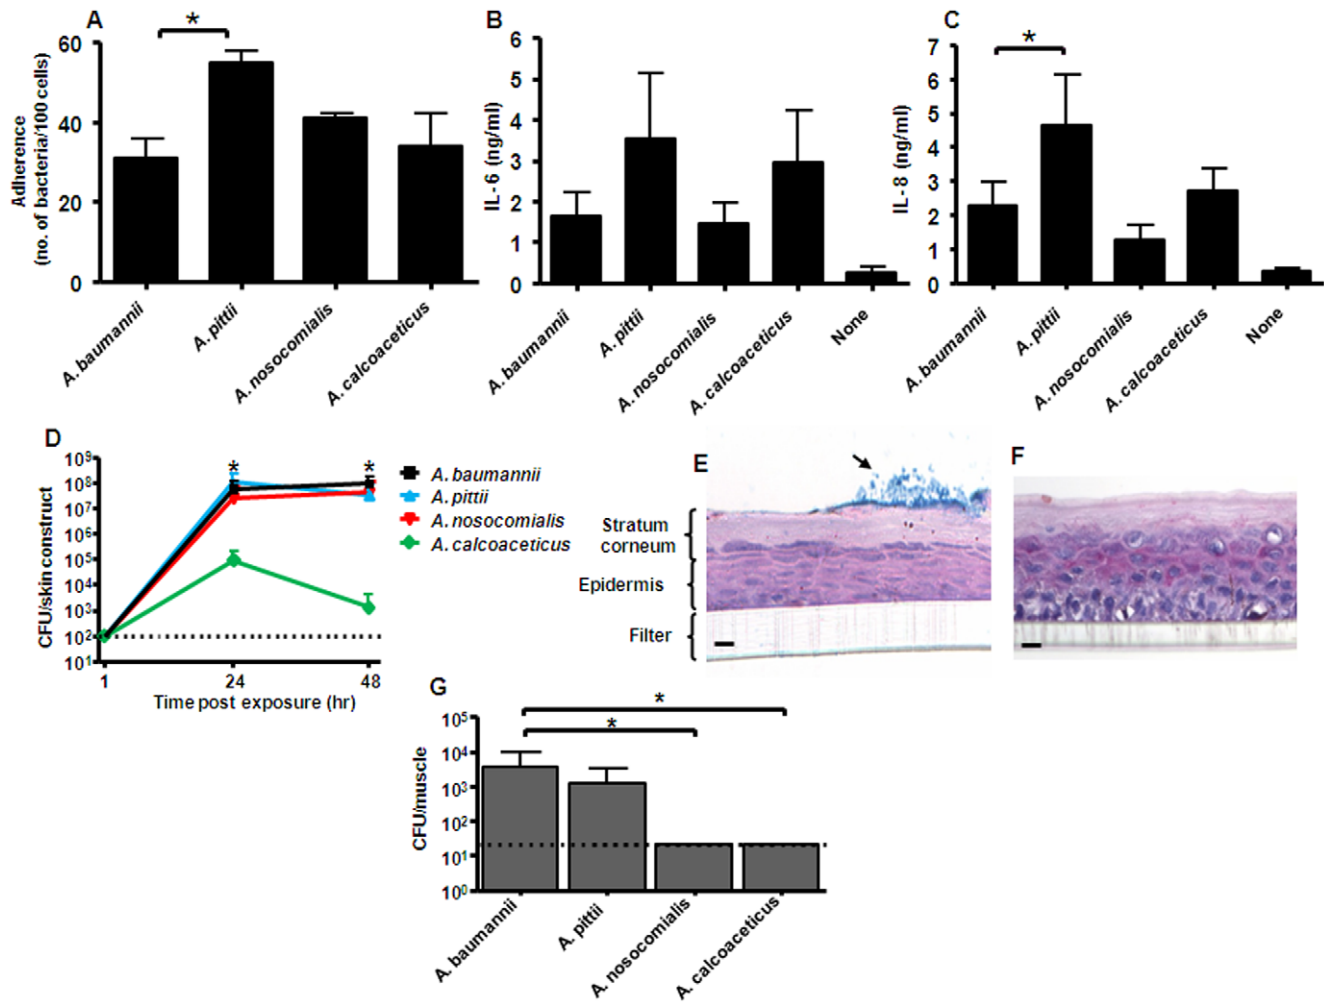 A
*
Adherence
(no. of bacteria/100 cells)
60
40
20
0
A. baumannii
A. pittii
A. nosocomialis
A. calcoaceticus
B
IL-6 (ng/ml)
6
5
4
3
2
1
0
A. baumannii
A. pittii
A. nosocomialis
A. calcoaceticus
None
C
*
IL-8 (ng/ml)
7
6
5
4
3
2
1
0
A. baumannii
A. pittii
A. nosocomialis
A. calcoaceticus
None
D
CFU/skin construct
10⁹
10⁸
10⁷
10⁶
10⁵
10⁴
10³
10²
10¹
*
*
1
24
48
Time post exposure (hr)
A. baumannii
A. pittii
A. nosocomialis
A. calcoaceticus
E
Stratum
corneum
Epidermis
Filter
F
G
*
*
CFU/muscle
10⁵
10⁴
10³
10²
10¹
10⁰
A. baumannii
A. pittii
A. nosocomialis
A. calcoaceticus